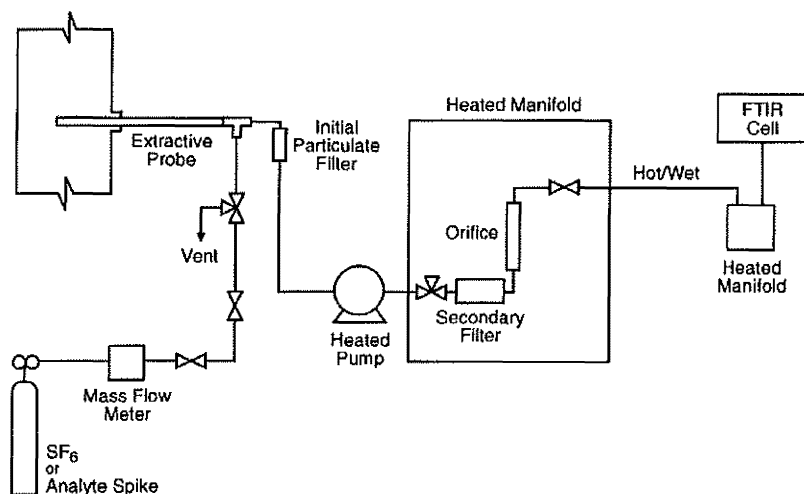 Extractive
Probe
Initial
Particulate
Filter
Vent
Mass Flow
Meter
SF6
or
Analyte Spike
Heated
Pump
Heated Manifold
Orifice
Secondary
Filter
Hot/Wet
FTIR
Cell
Heated
Manifold